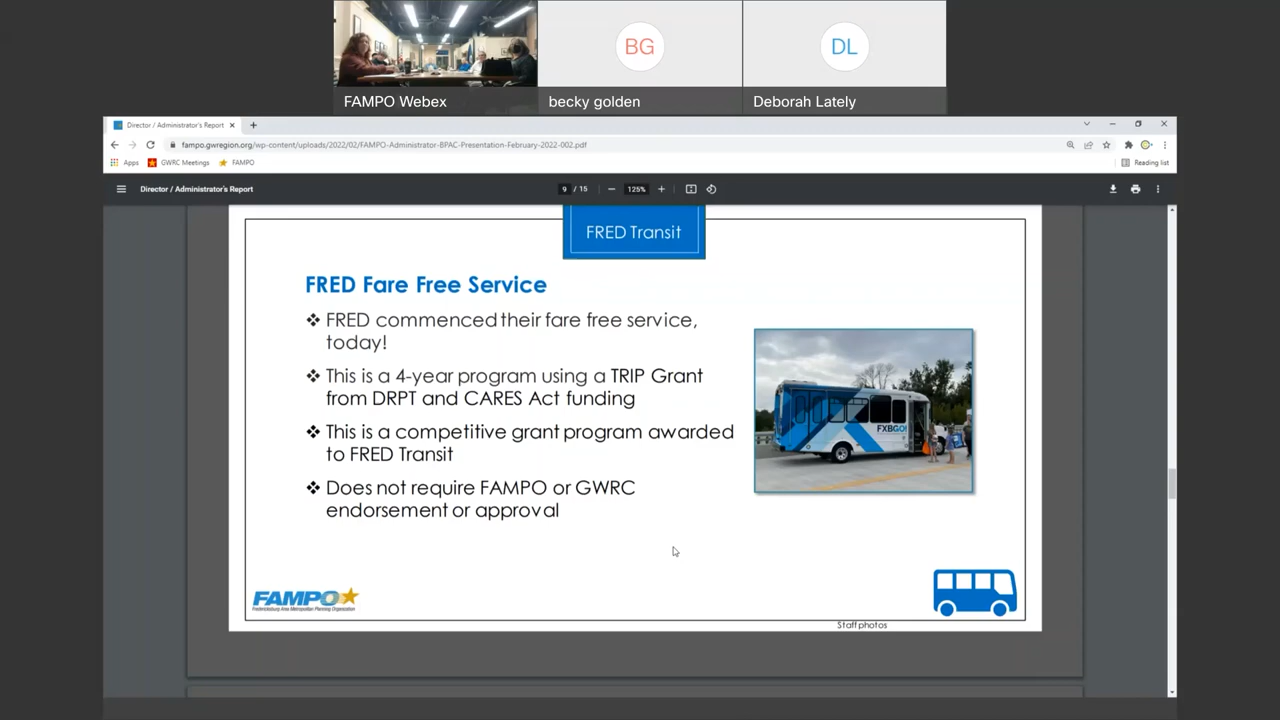 BG
DL
FAMPO Webex
becky golden
Deborah Lately
Director / Administrator's Report
fampo.gwregion.org/wp-content/uploads/2022/02/FAMPO-Administrator-BPAC-Presentation-February-2022-002.pdf
Apps
GWRC Meetings
FAMPO
Reading list
Director / Administrator's Report
9 / 15
125%
FRED Transit
FRED Fare Free Service
❖ FRED commenced their fare free service,
today!
❖ This is a 4-year program using a TRIP Grant
from DRPT and CARES Act funding
❖ This is a competitive grant program awarded
to FRED Transit
❖ Does not require FAMPO or GWRC
endorsement or approval
FXBGO!
FAMPO
Fredericksburg Area Metropolitan Planning Organization
Staff photos